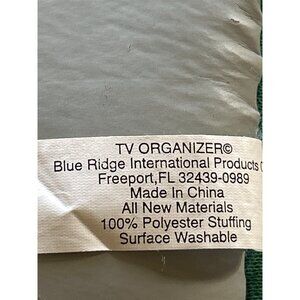 TV ORGANIZER©
Blue Ridge International Products
Freeport,FL 32439-0989
Made In China
All New Materials
100% Polyester Stuffing
Surface Washable